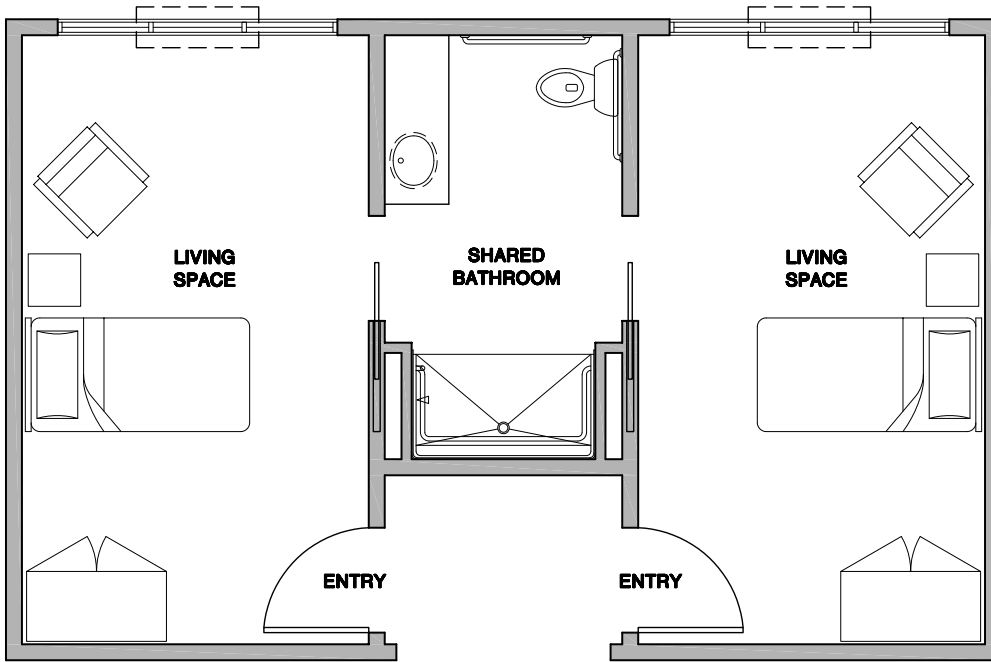 LIVING
SPACE
SHARED
BATHROOM
LIVING
SPACE
ENTRY
ENTRY